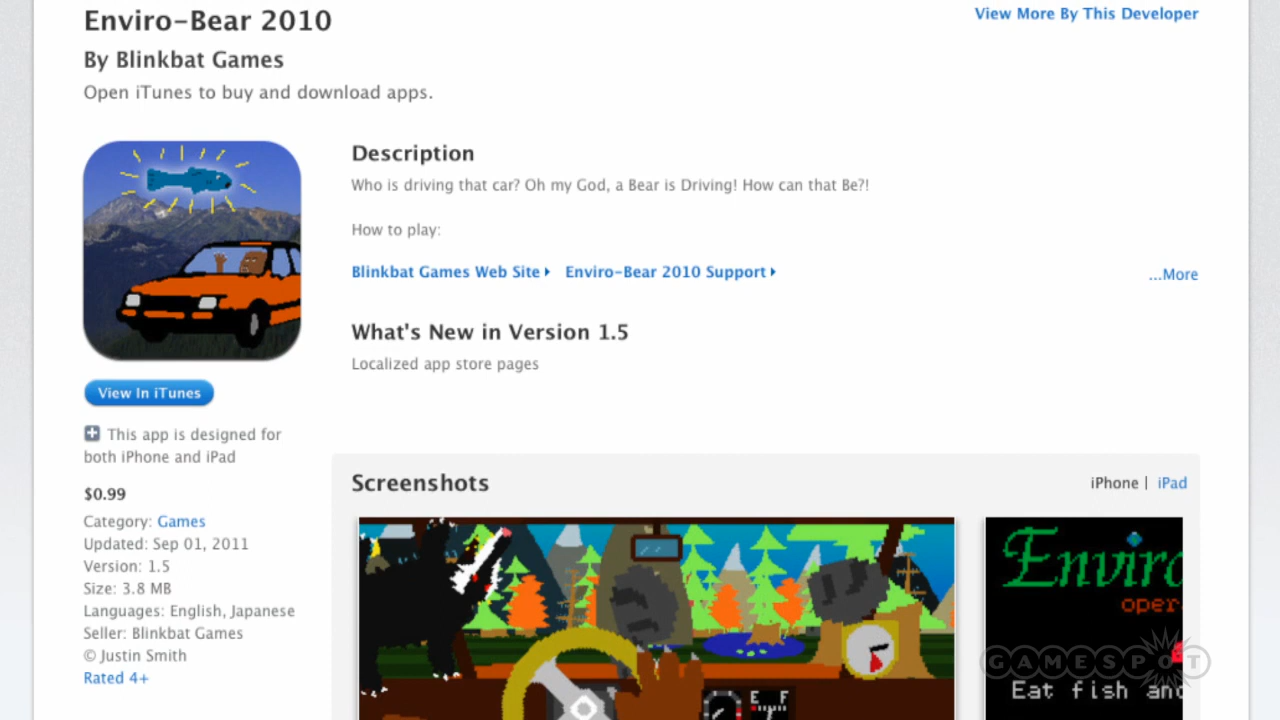 Enviro-Bear 2010
View More By This Developer
By Blinkbat Games
Open iTunes to buy and download apps.
Description
Who is driving that car? Oh my God, a Bear is Driving! How can that Be?!
How to play:
Blinkbat Games Web Site
Enviro-Bear 2010 Support
...More
What's New in Version 1.5
Localized app store pages
View In iTunes
This app is designed for
both iPhone and iPad
$0.99
Category: Games
Updated: Sep 01, 2011
Version: 1.5
Size: 3.8 MB
Languages: English, Japanese
Seller: Blinkbat Games
© Justin Smith
Rated 4+
Screenshots
iPhone | iPad
E F
Enviro
oper
Eat fish and
GAMESPOT